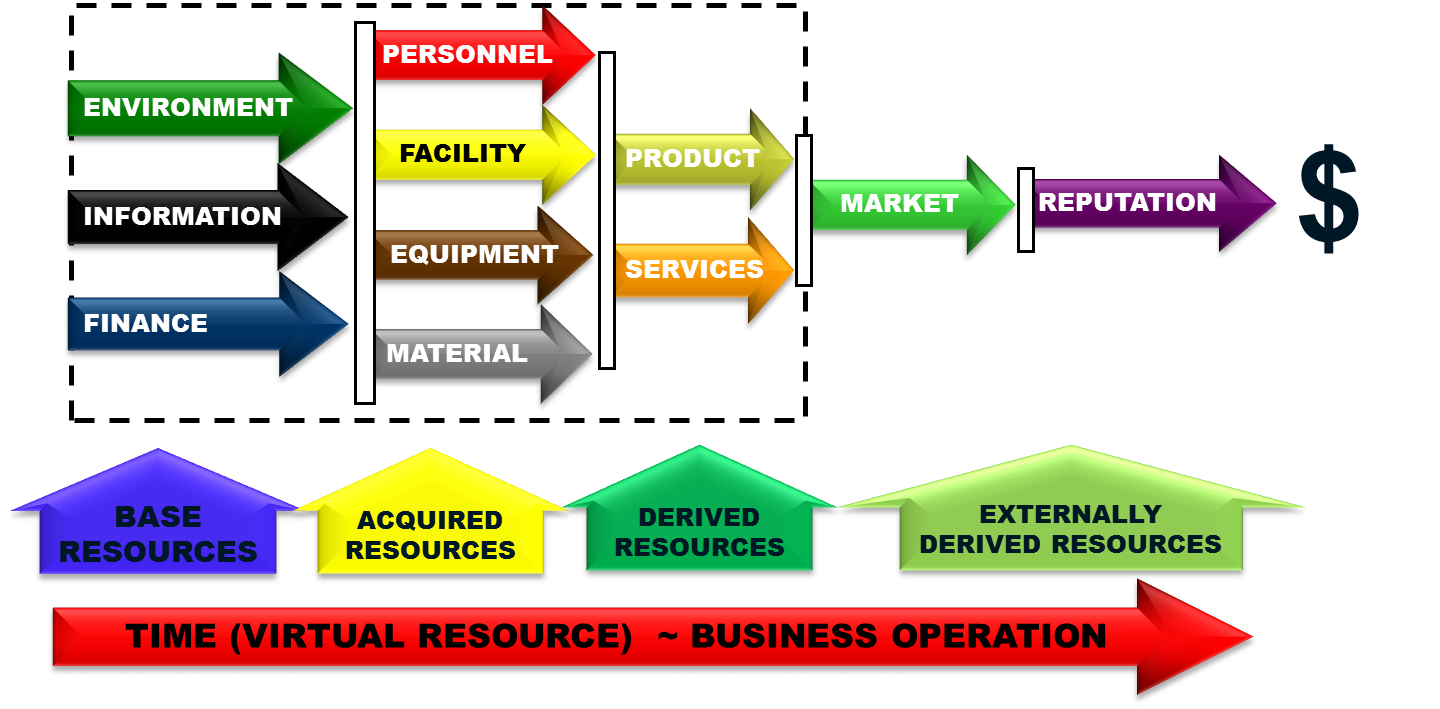 PERSONNEL
ENVIRONMENT
FACILITY
PRODUCT
INFORMATION
MARKET
REPUTATION
$
EQUIPMENT
SERVICES
FINANCE
MATERIAL
BASE
RESOURCES
ACQUIRED
RESOURCES
DERIVED
RESOURCES
EXTERNALLY
DERIVED RESOURCES
TIME (VIRTUAL RESOURCE)  ~ BUSINESS OPERATION